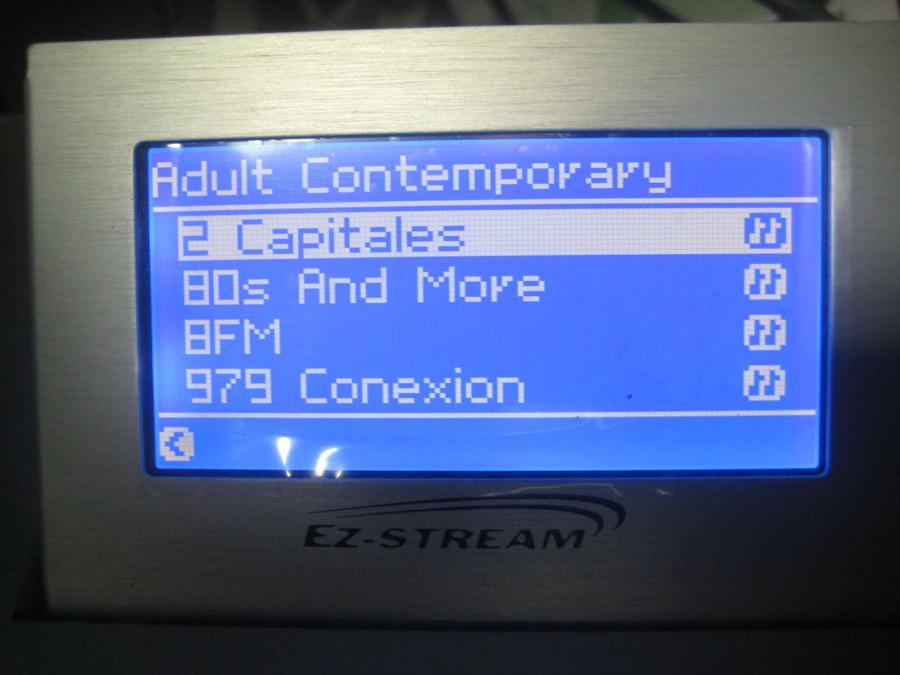 Adult Contemporary
2 Capitales
80s And More
8FM
979 Conexion
EZ-STREAM